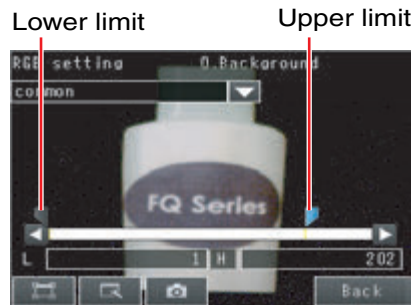 Lower limit Upper limit
RGB setting 0.Background
common
FQ Series
L 1 H 202
Back